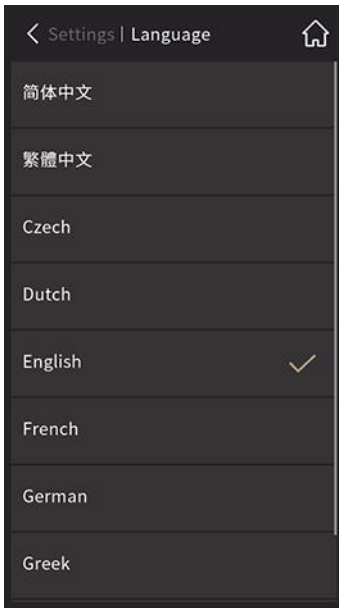 Settings | Language
简体中文
繁體中文
Czech
Dutch
English
French
German
Greek